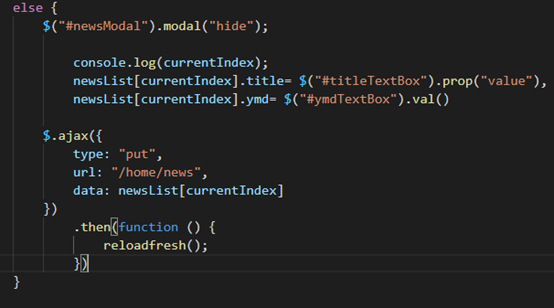 else {
    $("#newsModal").modal("hide");

        console.log(currentIndex);
        newsList[currentIndex].title= $("#titleTextBox").prop("value"),
        newsList[currentIndex].ymd= $("#ymdTextBox").val()

    $.ajax({
        type: "put",
        url: "/home/news",
        data: newsList[currentIndex]
    })
        .then(function () {
            reloadfresh();
        })
}